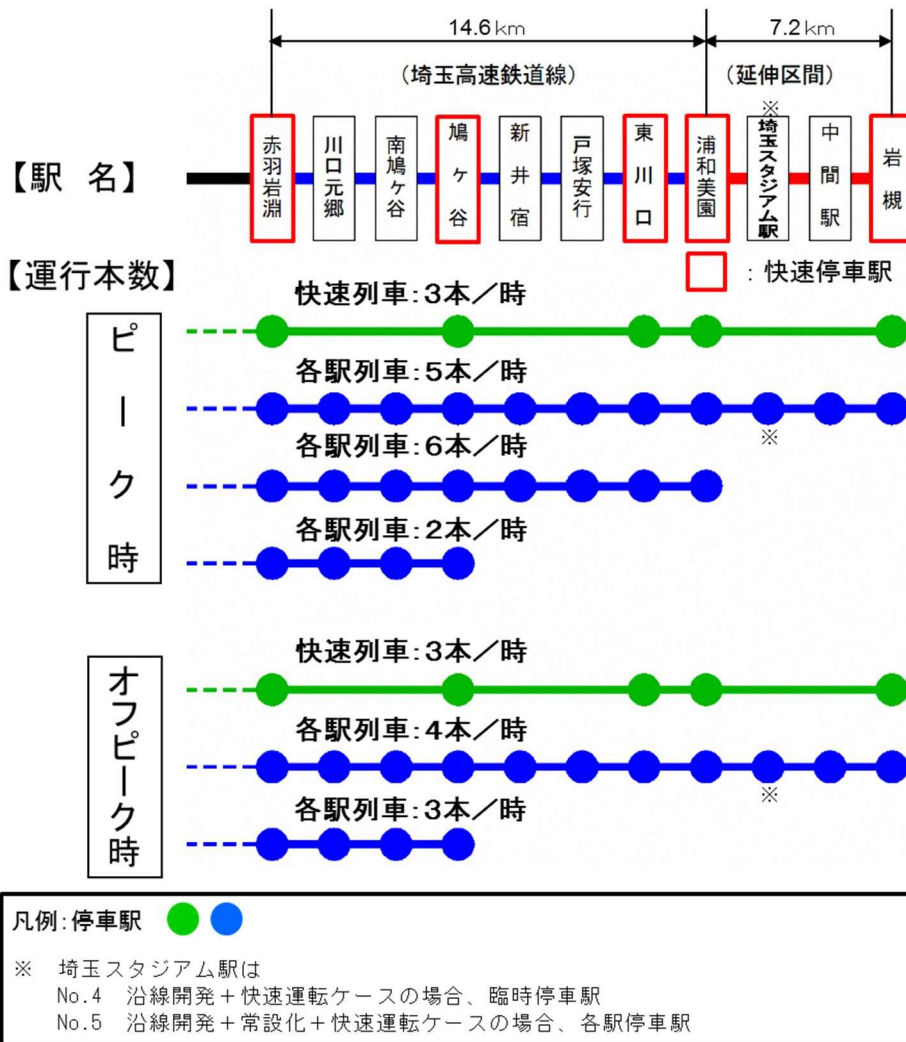 14.6km 7.2km
(埼玉高速鉄道線) (延伸区間)
※
【駅 名】 赤羽岩淵 川口元郷 南鳩ヶ谷 鳩ヶ谷 新井宿 戸塚安行 東川口 浦和美園 埼玉スタジアム駅 中間駅 岩槻
【運行本数】
:快速停車駅
ピーク時
快速列車:3本/時
各駅列車:5本/時
※
各駅列車:6本/時
各駅列車:2本/時
オフピーク時
快速列車:3本/時
各駅列車:4本/時
※
各駅列車:3本/時
凡例:停車駅
※ 埼玉スタジアム駅は
No.4 沿線開発+快速運転ケースの場合、臨時停車駅
No.5 沿線開発+常設化+快速運転ケースの場合、各駅停車駅